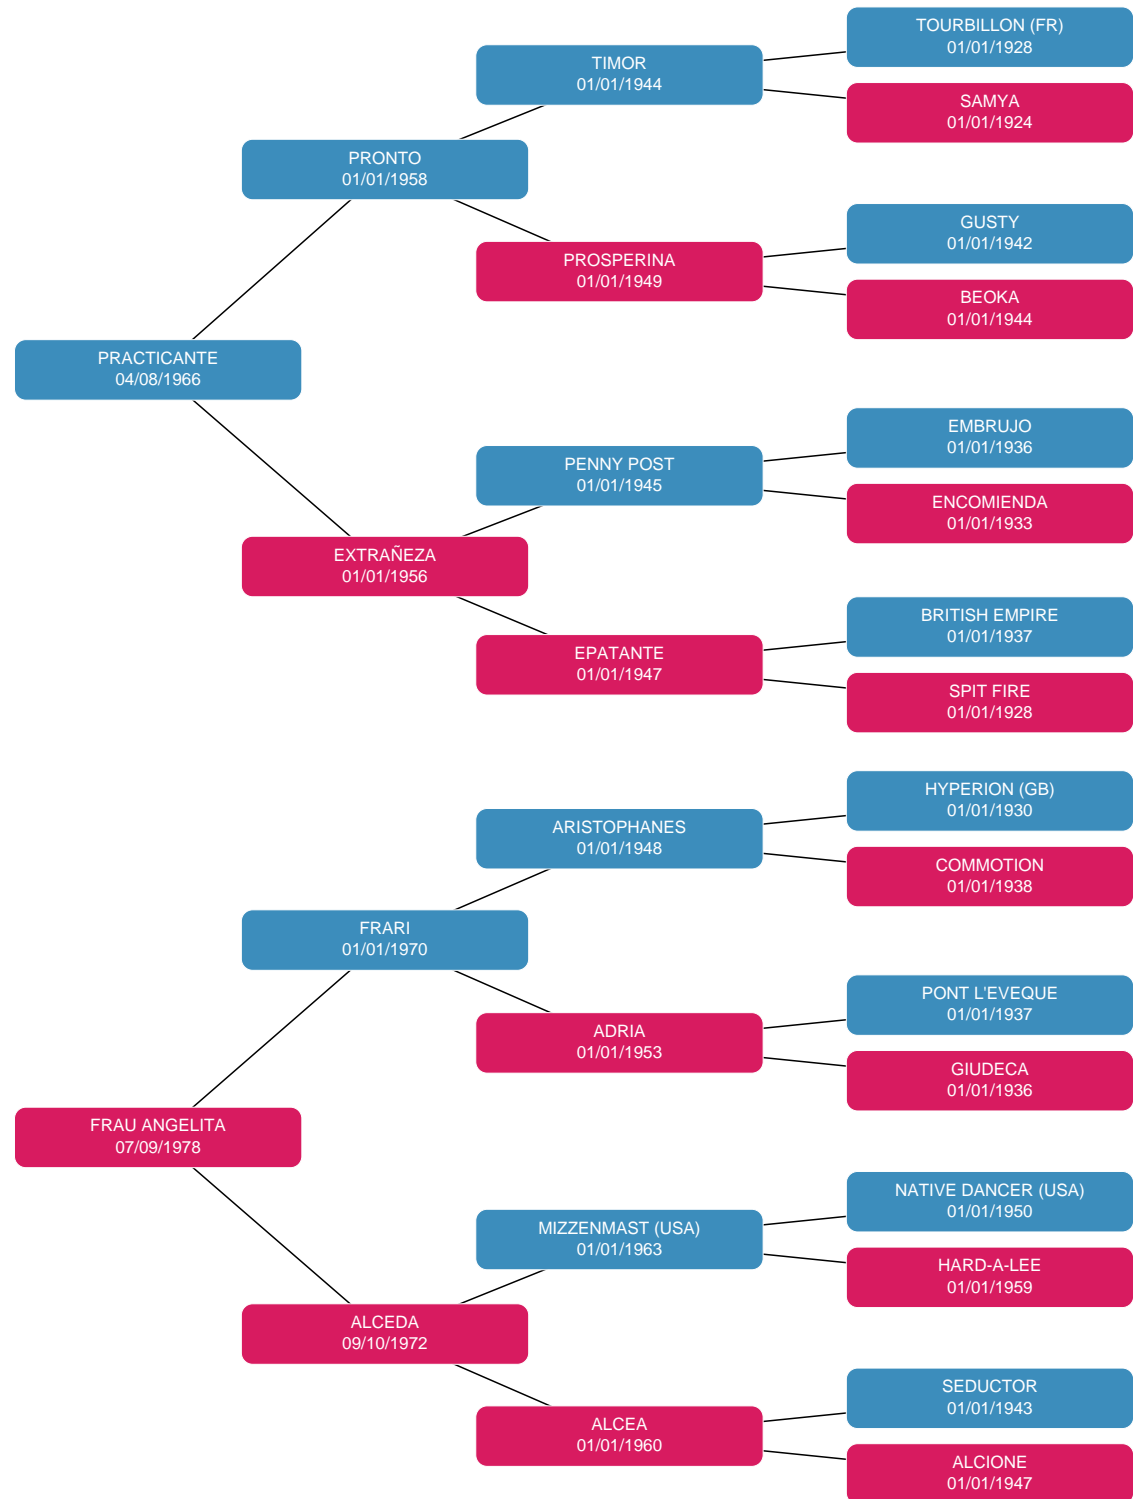 TOURBILLON (FR)
01/01/1928
TIMOR
01/01/1944
SAMYA
01/01/1924
PRONTO
01/01/1958
GUSTY
01/01/1942
PROSPERINA
01/01/1949
BEOKA
01/01/1944
PRACTICANTE
04/08/1966
EMBRUJO
01/01/1936
PENNY POST
01/01/1945
ENCOMIENDA
01/01/1933
EXTRAÑEZA
01/01/1956
BRITISH EMPIRE
01/01/1937
EPATANTE
01/01/1947
SPIT FIRE
01/01/1928
HYPERION (GB)
01/01/1930
ARISTOPHANES
01/01/1948
COMMOTION
01/01/1938
FRARI
01/01/1970
PONT L'EVEQUE
01/01/1937
ADRIA
01/01/1953
GIUDECA
01/01/1936
FRAU ANGELITA
07/09/1978
NATIVE DANCER (USA)
01/01/1950
MIZZENMAST (USA)
01/01/1963
HARD-A-LEE
01/01/1959
ALCEDA
09/10/1972
SEDUCTOR
01/01/1943
ALCEA
01/01/1960
ALCIONE
01/01/1947